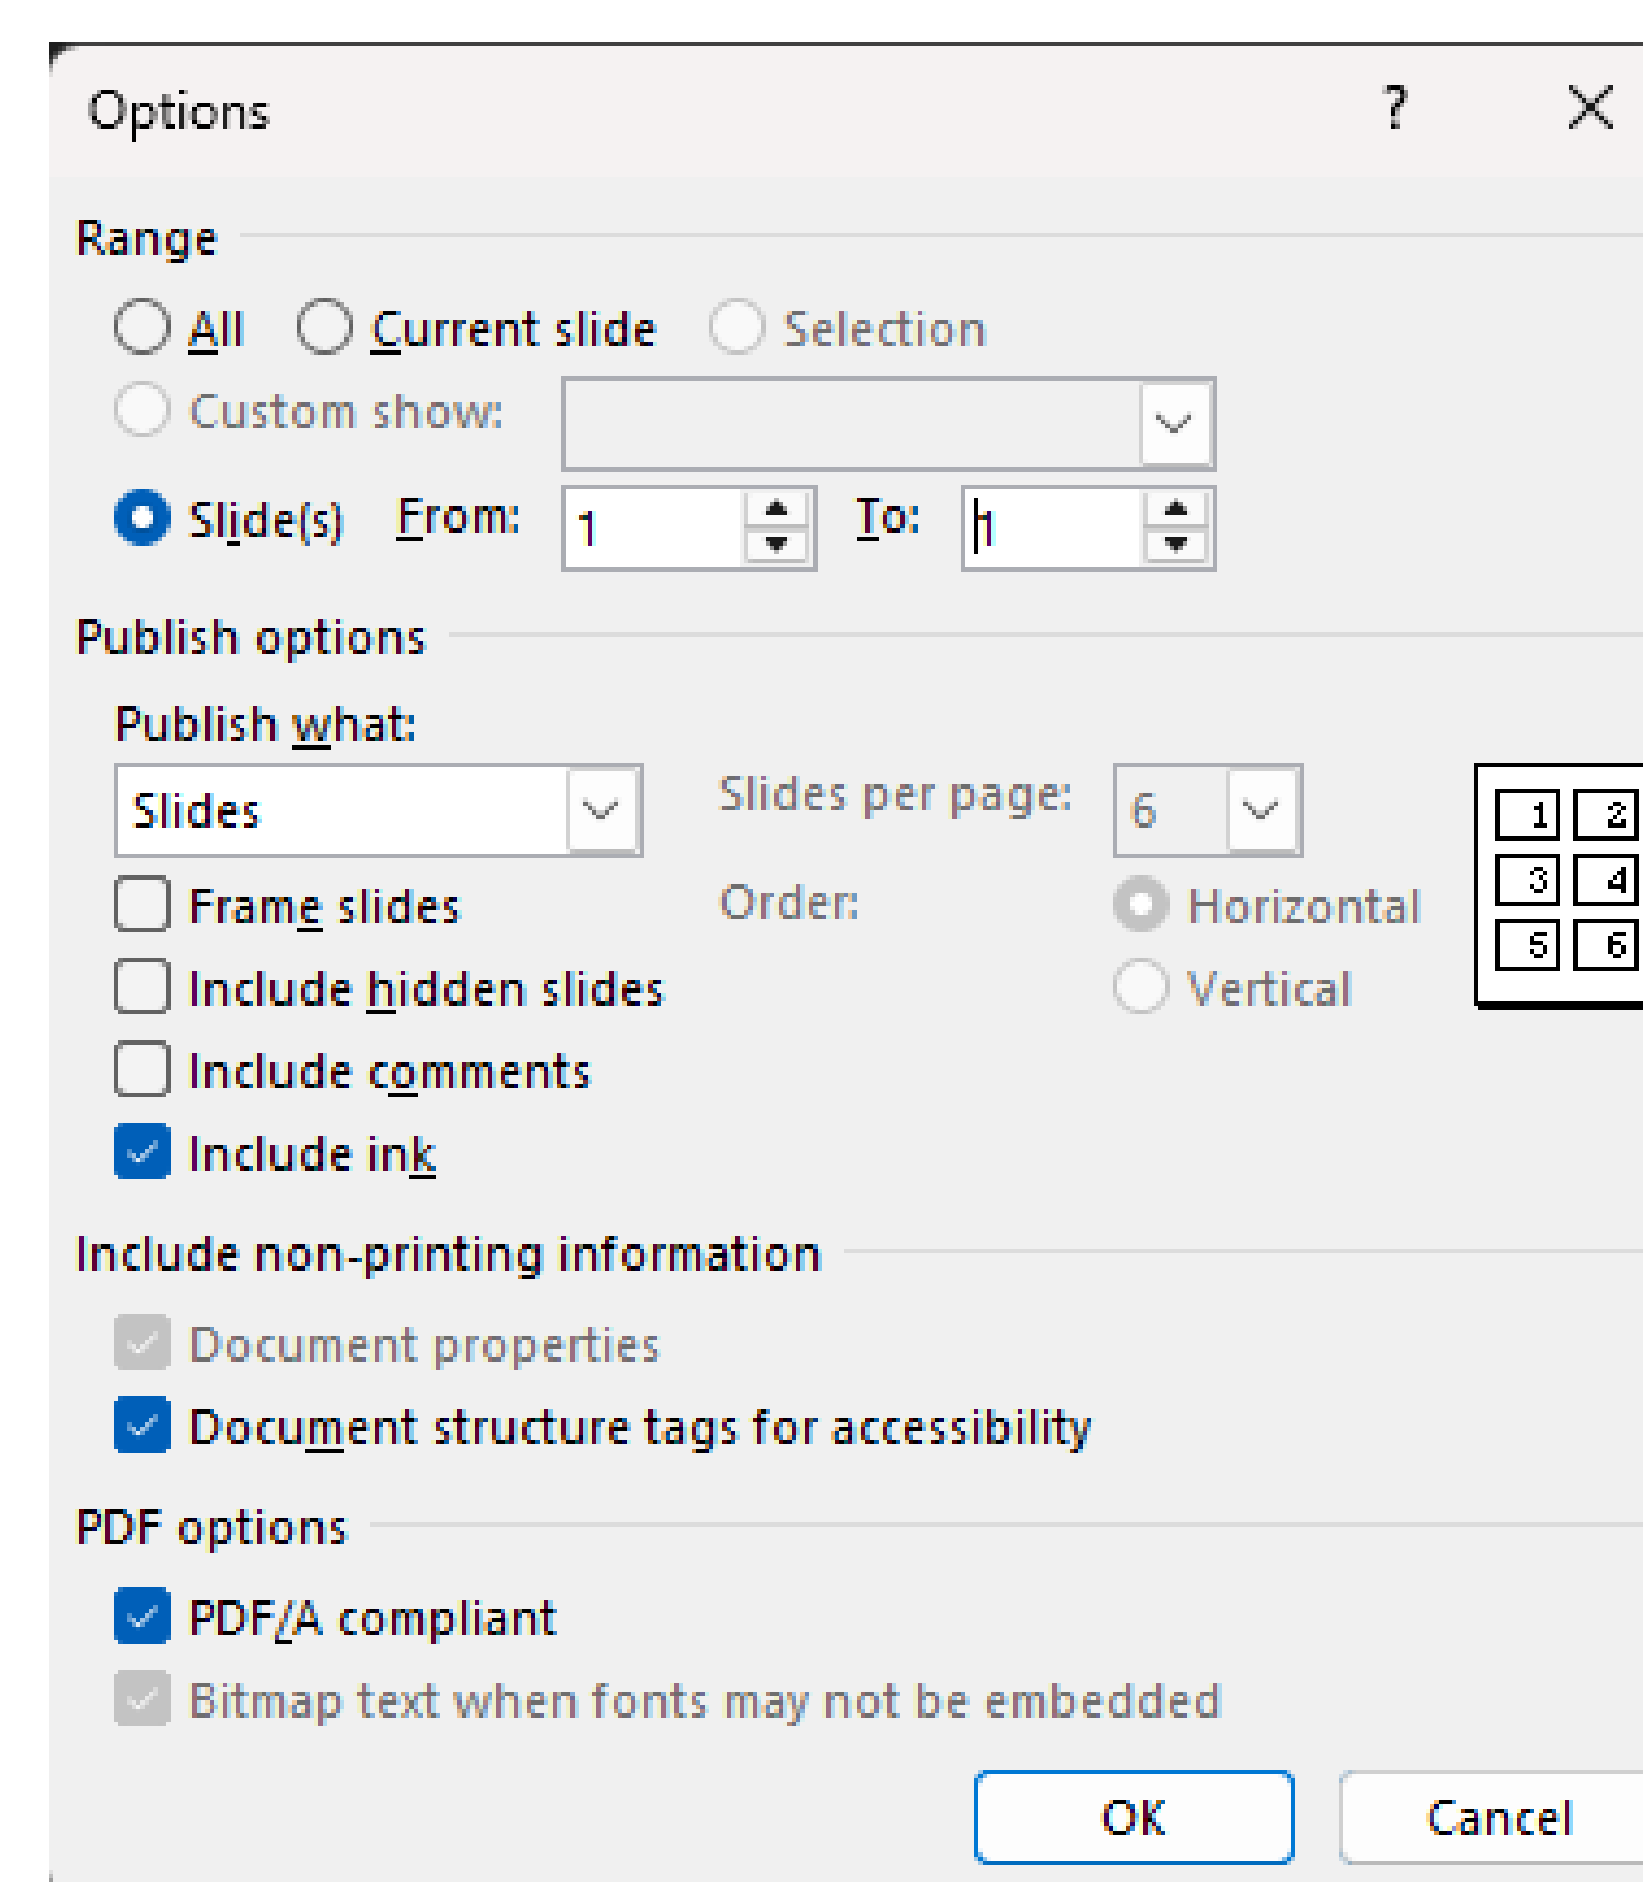 Options ?
Range
All Current slide Selection
Custom show:
Slide(s) From: 1 To: 1
Publish options
Publish what:
Slides Slides per page: 6
1 2
3 4
5 6
Frame slides Order: Horizontal
Include hidden slides Vertical
Include comments
Include ink
Include non-printing information
Document properties
Document structure tags for accessibility
PDF options
PDF/A compliant
Bitmap text when fonts may not be embedded
OK Cancel